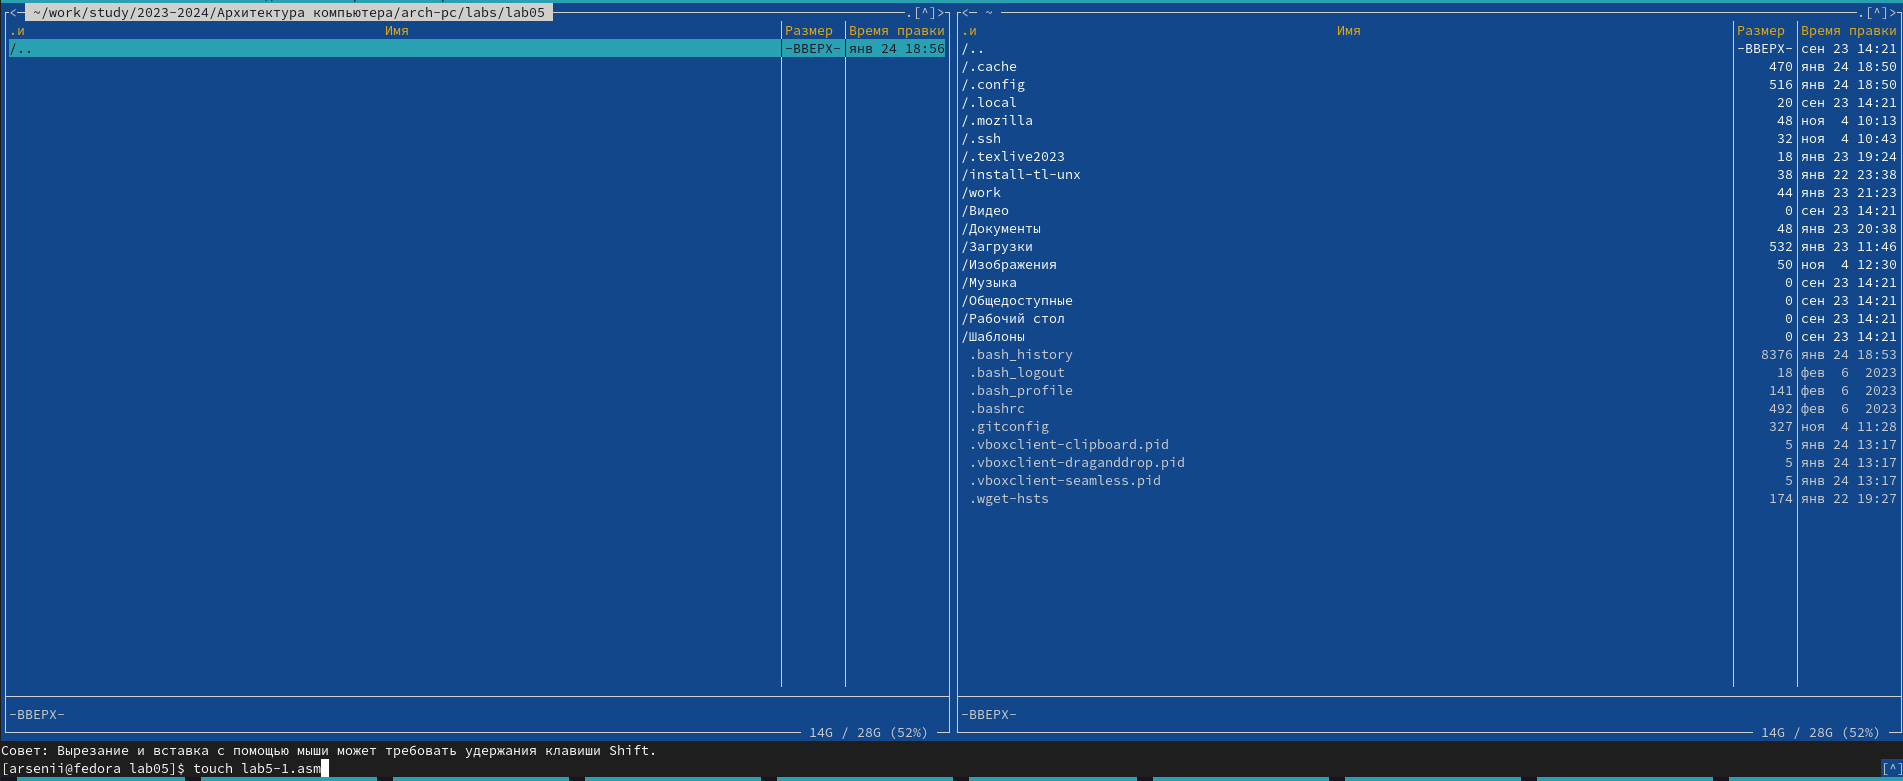 <─ ~/work/study/2023-2024/Архитектура компьютера/arch-pc/labs/lab05 .[^]>
.и Имя Размер Время правки
/.. -ВВЕРХ- янв 24 18:56
-ВВЕРХ-
14G / 28G (52%)
<─ ~ .[^]>
.и Имя Размер Время правки
/.. -ВВЕРХ- сен 23 14:21
/.cache 470 янв 24 18:50
/.config 516 янв 24 18:50
/.local 20 сен 23 14:21
/.mozilla 48 ноя 4 10:13
/.ssh 32 ноя 4 10:43
/.texlive2023 18 янв 23 19:24
/install-tl-unx 38 янв 22 23:38
/work 44 янв 23 21:23
/Видео 0 сен 23 14:21
/Документы 48 янв 23 20:38
/Загрузки 532 янв 23 11:46
/Изображения 50 ноя 4 12:30
/Музыка 0 сен 23 14:21
/Общедоступные 0 сен 23 14:21
/Рабочий стол 0 сен 23 14:21
/Шаблоны 0 сен 23 14:21
.bash_history 8376 янв 24 18:53
.bash_logout 18 фев 6 2023
.bash_profile 141 фев 6 2023
.bashrc 492 фев 6 2023
.gitconfig 327 ноя 4 11:28
.vboxclient-clipboard.pid 5 янв 24 13:17
.vboxclient-draganddrop.pid 5 янв 24 13:17
.vboxclient-seamless.pid 5 янв 24 13:17
.wget-hsts 174 янв 22 19:27
-ВВЕРХ-
14G / 28G (52%)
Совет: Вырезание и вставка с помощью мыши может требовать удержания клавиши Shift.
[arsenii@fedora lab05]$ touch lab5-1.asm [^]